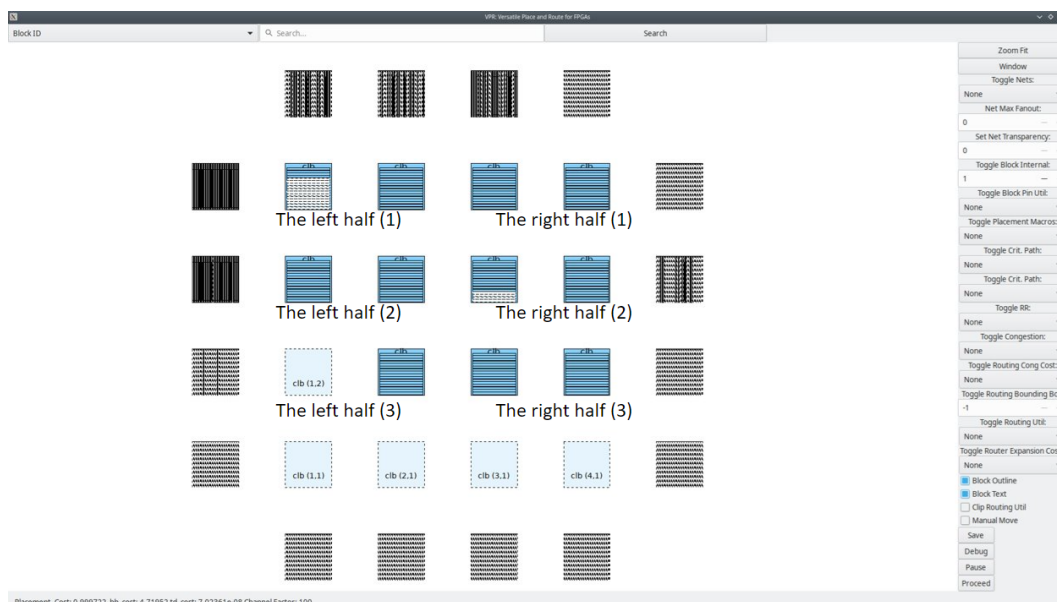 VPR: Versatile Place and Route for FPGAs
Block ID
Search...
Search
Zoom Fit
Window
Toggle Nets:
None
Net Max Fanout:
0
Set Net Transparency:
0
Toggle Block Internal:
1
Toggle Block Pin Util:
None
Toggle Placement Macros:
None
Toggle Crit. Path:
None
Toggle Crit. Path:
None
Toggle RR:
None
Toggle Congestion:
None
Toggle Routing Cong Cost:
None
Toggle Routing Bounding Bo
-1
Toggle Routing Util:
None
Toggle Router Expansion Cos
None
Block Outline
Block Text
Clip Routing Util
Manual Move
Save
Debug
Pause
Proceed
clb clb clb clb
The left half (1) The right half (1)
clb clb clb clb
The left half (2) The right half (2)
clb (1,2) clb clb clb
The left half (3) The right half (3)
clb (1,1) clb (2,1) clb (3,1) clb (4,1)